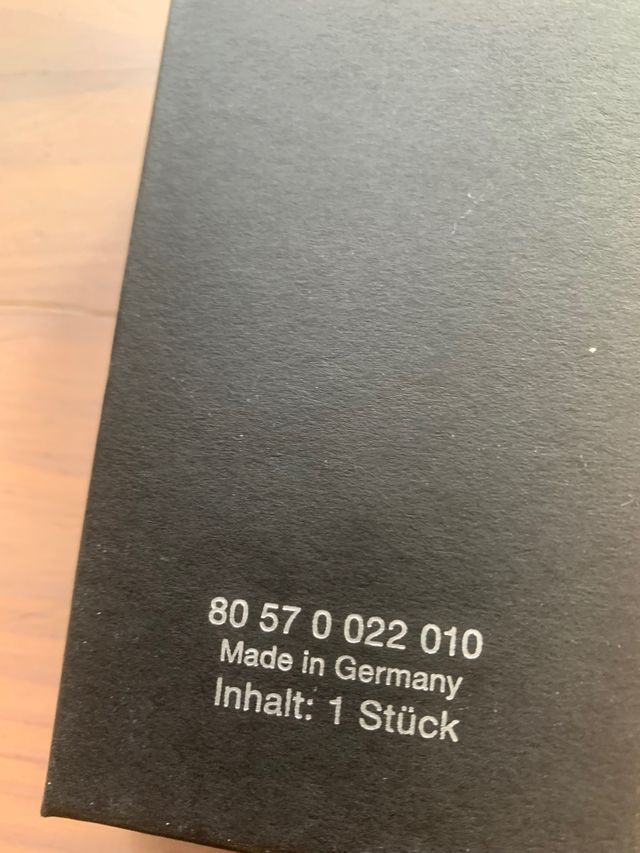 80 57 0 022 010
Made in Germany
Inhalt: 1 Stück